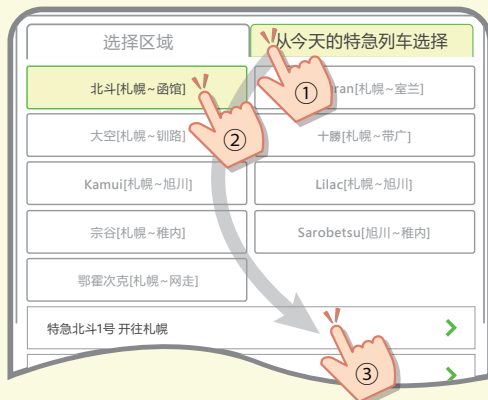 选择区域
从今天的特急列车选择
①
北斗[札幌~函馆]
ran[札幌~室兰]
②
大空[札幌~钏路]
十勝[札幌~带广]
Kamui[札幌~旭川]
Lilac[札幌~旭川]
宗谷[札幌~稚内]
Sarobetsu[旭川~稚内]
鄂霍次克[札幌~网走]
特急北斗1号 开往札幌
③